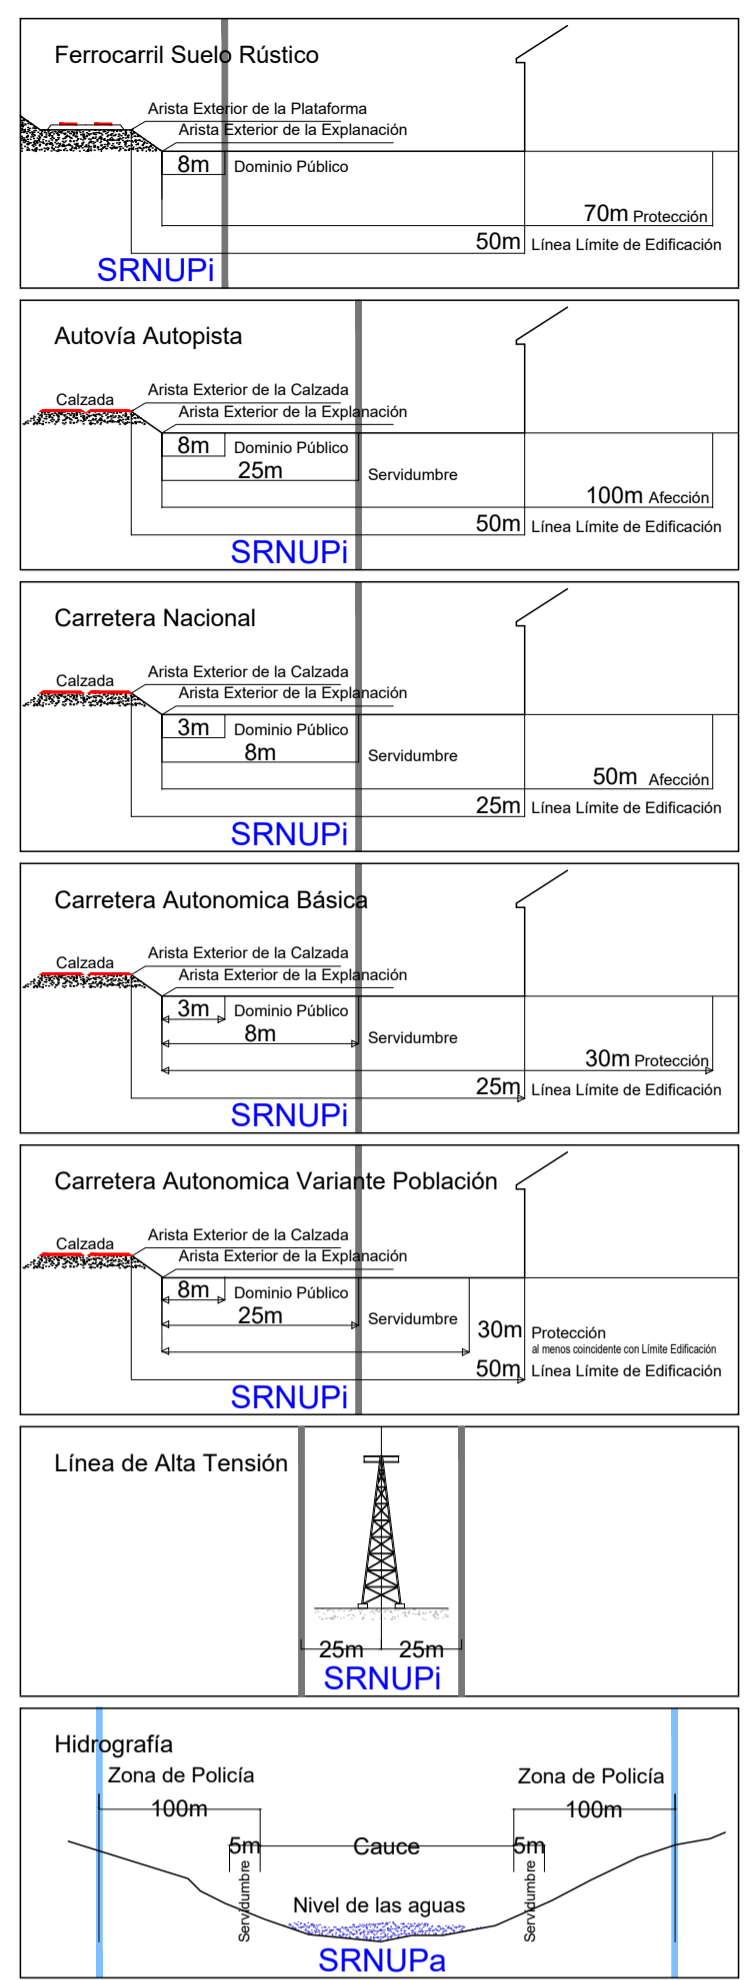 Ferrocarril Suelo Rústico
Arista Exterior de la Plataforma
Arista Exterior de la Explanación
8m Dominio Público
70m Protección
50m Línea Límite de Edificación
SRNUPi
Autovía Autopista
Calzada
Arista Exterior de la Calzada
Arista Exterior de la Explanación
8m Dominio Público
25m Servidumbre
100m Afección
50m Línea Límite de Edificación
SRNUPi
Carretera Nacional
Calzada
Arista Exterior de la Calzada
Arista Exterior de la Explanación
3m Dominio Público
8m Servidumbre
50m Afección
25m Línea Límite de Edificación
SRNUPi
Carretera Autonomica Básica
Calzada
Arista Exterior de la Calzada
Arista Exterior de la Explanación
3m Dominio Público
8m Servidumbre
30m Protección
25m Línea Límite de Edificación
SRNUPi
Carretera Autonomica Variante Población
Calzada
Arista Exterior de la Calzada
Arista Exterior de la Explanación
8m Dominio Público
25m Servidumbre
30m Protección
al menos coincidente con Límite Edificación
50m Línea Límite de Edificación
SRNUPi
Línea de Alta Tensión
25m 25m
SRNUPi
Hidrografía
Zona de Policía Zona de Policía
100m 100m
5m Cauce 5m
Servidumbre Servidumbre
Nivel de las aguas
SRNUPa